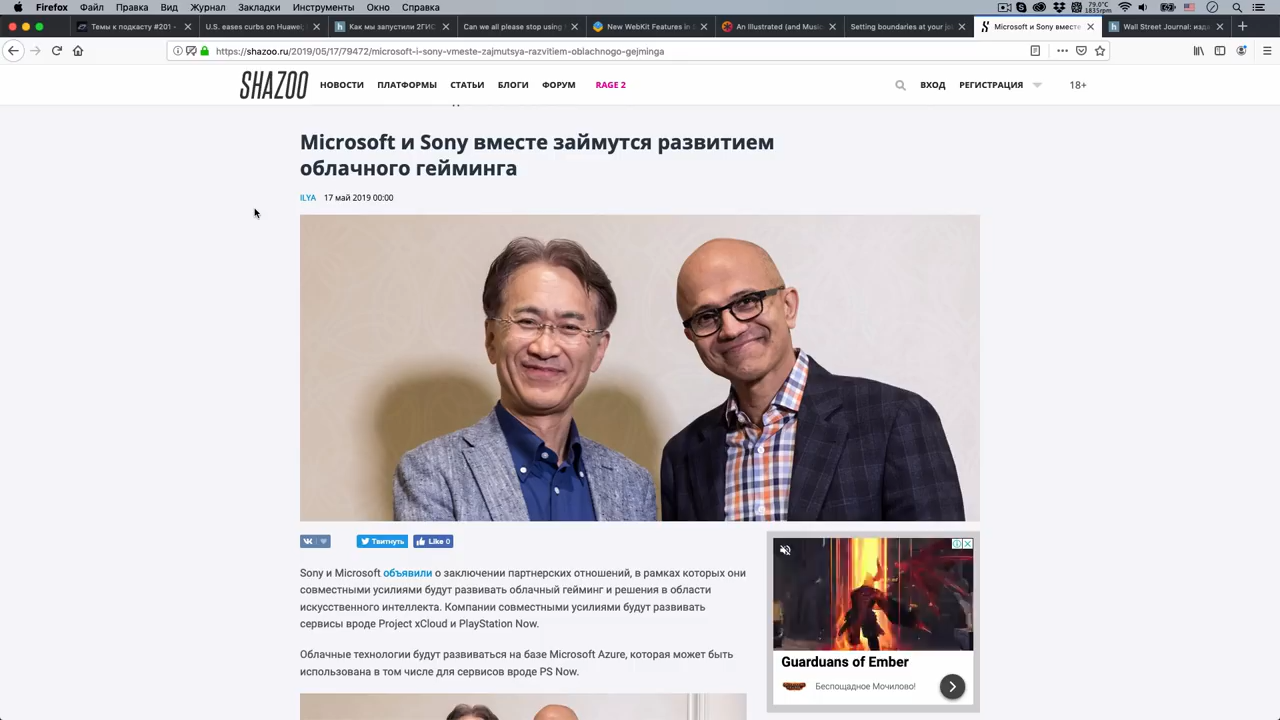 Firefox Файл Правка Вид Журнал Закладки Инструменты Окно Справка
79.0°C
1835rpm
Темы к подкасту #201 -
U.S. eases curbs on Huawei;
Как мы запустили 2ГИС
Can we all please stop using
New WebKit Features in S
An Illustrated (and Music
Setting boundaries at your jo
Microsoft и Sony вместе
Wall Street Journal: изда
https://shazoo.ru/2019/05/17/79472/microsoft-i-sony-vmeste-zajmutsya-razvitiem-oblachnogo-gejminga
SHAZOO НОВОСТИ ПЛАТФОРМЫ СТАТЬИ БЛОГИ ФОРУМ RAGE 2 ВХОД РЕГИСТРАЦИЯ 18+
Microsoft и Sony вместе займутся развитием
облачного гейминга
ILYA 17 май 2019 00:00
Твитнуть Like 0
Sony и Microsoft объявили о заключении партнерских отношений, в рамках которых они
совместными усилиями будут развивать облачный гейминг и решения в области
искусственного интеллекта. Компании совместными усилиями будут развивать
сервисы вроде Project xCloud и PlayStation Now.
Облачные технологии будут развиваться на базе Microsoft Azure, которая может быть
использована в том числе для сервисов вроде PS Now.
Guardians of Ember
Беспощадное Мочилово!